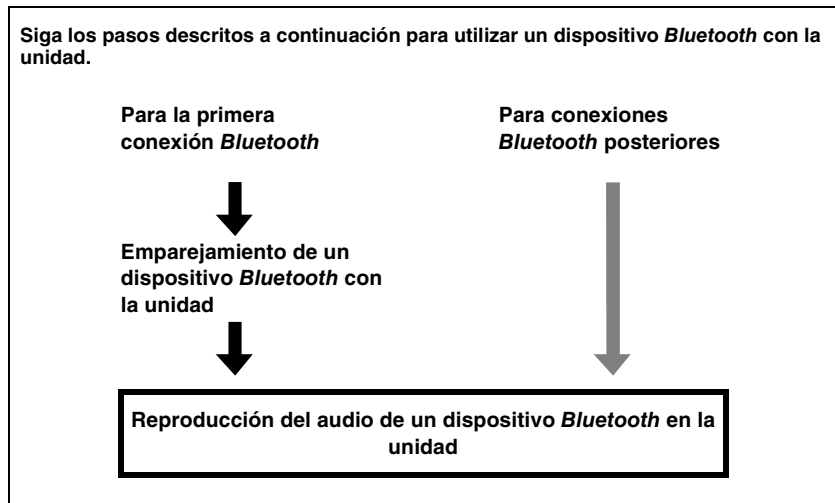 Siga los pasos descritos a continuación para utilizar un dispositivo Bluetooth con la
unidad.
Para la primera
conexión Bluetooth
Para conexiones
Bluetooth posteriores
Emparejamiento de un
dispositivo Bluetooth con
la unidad
Reproducción del audio de un dispositivo Bluetooth en la
unidad